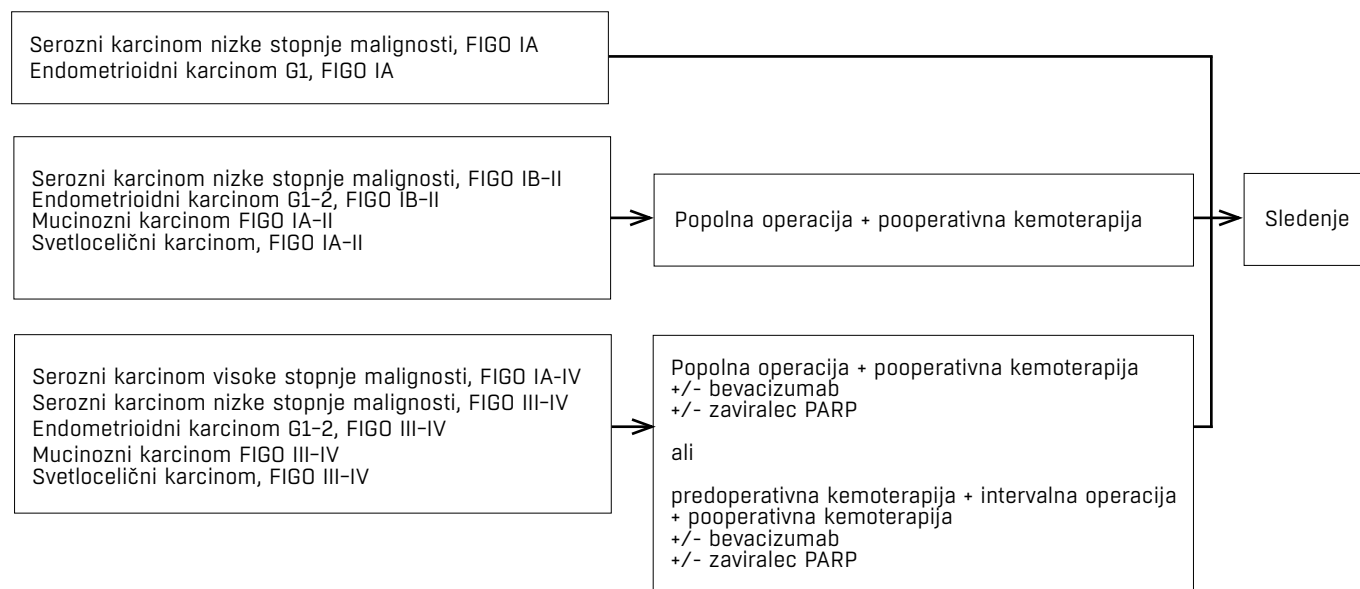 Serozni karcinom nizke stopnje malignosti, FIGO IA
Endometrioidni karcinom G1, FIGO IA
Serozni karcinom nizke stopnje malignosti, FIGO IB–II
Endometrioidni karcinom G1–2, FIGO IB–II
Mucinozni karcinom FIGO IA–II
Svetlocelični karcinom, FIGO IA–II
Popolna operacija + pooperativna kemoterapija
Sledenje
Serozni karcinom visoke stopnje malignosti, FIGO IA-IV
Serozni karcinom nizke stopnje malignosti, FIGO III–IV
Endometrioidni karcinom G1–2, FIGO III–IV
Mucinozni karcinom FIGO III–IV
Svetlocelični karcinom, FIGO III–IV
Popolna operacija + pooperativna kemoterapija
+/- bevacizumab
+/- zaviralec PARP
ali
predoperativna kemoterapija + intervalna operacija
+ pooperativna kemoterapija
+/- bevacizumab
+/- zaviralec PARP